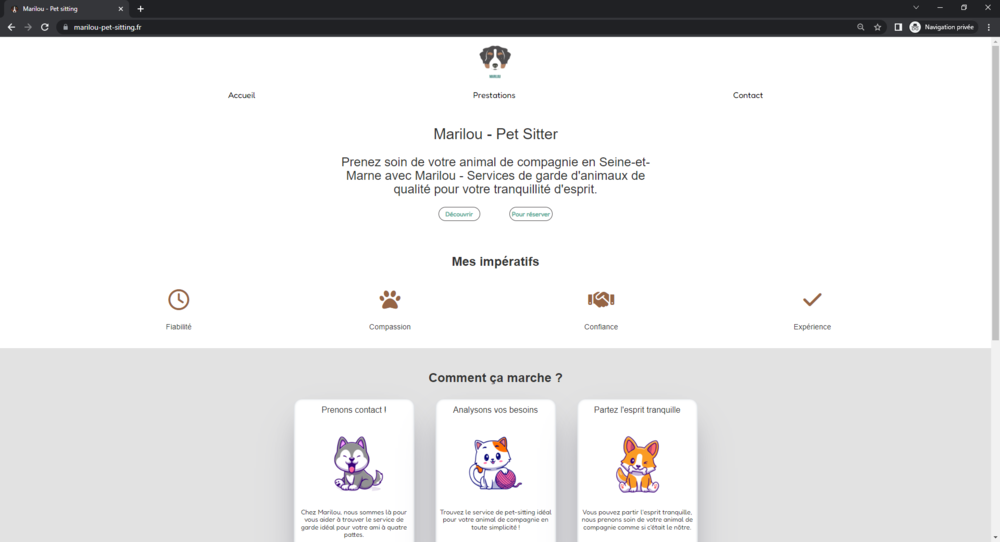 Marilou - Pet sitting
marilou-pet-sitting.fr
Navigation privée
MARILOU
Accueil
Prestations
Contact
Marilou - Pet Sitter
Prenez soin de votre animal de compagnie en Seine-et-
Marne avec Marilou - Services de garde d'animaux de
qualité pour votre tranquillité d'esprit.
Découvrir
Pour réserver
Mes impératifs
Fiabilité
Compassion
Confiance
Expérience
Comment ça marche ?
Prenons contact !
Chez Marilou, nous sommes là pour
vous aider à trouver le service de
garde idéal pour votre ami à quatre
pattes.
Analysons vos besoins
Trouvez le service de pet-sitting idéal
pour votre animal de compagnie en
toute simplicité !
Partez l'esprit tranquille
Vous pouvez partir l'esprit tranquille,
nous prenons soin de votre animal de
compagnie comme si c'était le nôtre.